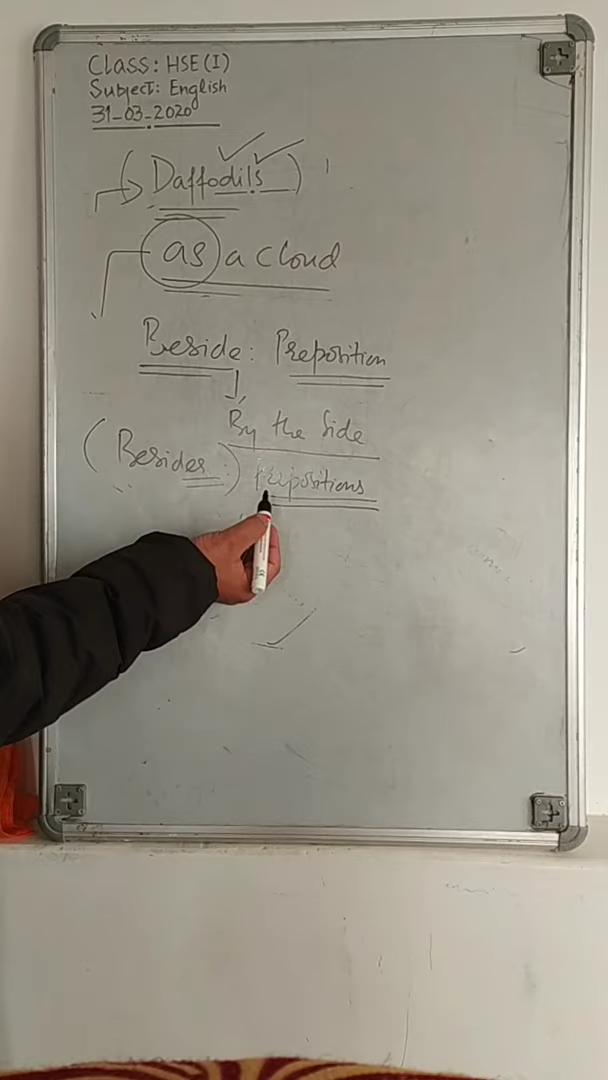 Class: HSE (I)
Subject: English
31-03-2020
Daffodils
as a cloud
Beside: Preposition
By the Side
(Besides:) Prepositions